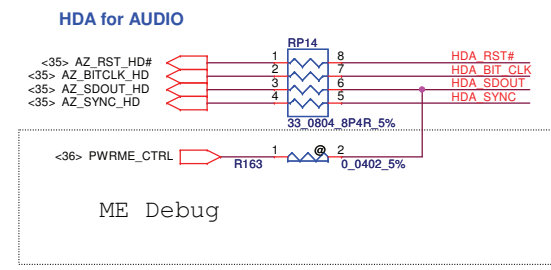 HDA for AUDIO
RP14
<35> AZ_RST_HD# 1 8 HDA_RST#
<35> AZ_BITCLK_HD 2 7 HDA_BIT_CLK
<35> AZ_SDOUT_HD 3 6 HDA_SDOUT
<35> AZ_SYNC_HD 4 5 HDA_SYNC
33_0804_8P4R_5%
<36> PWRME_CTRL 1 @ 2
R163 0_0402_5%
ME Debug